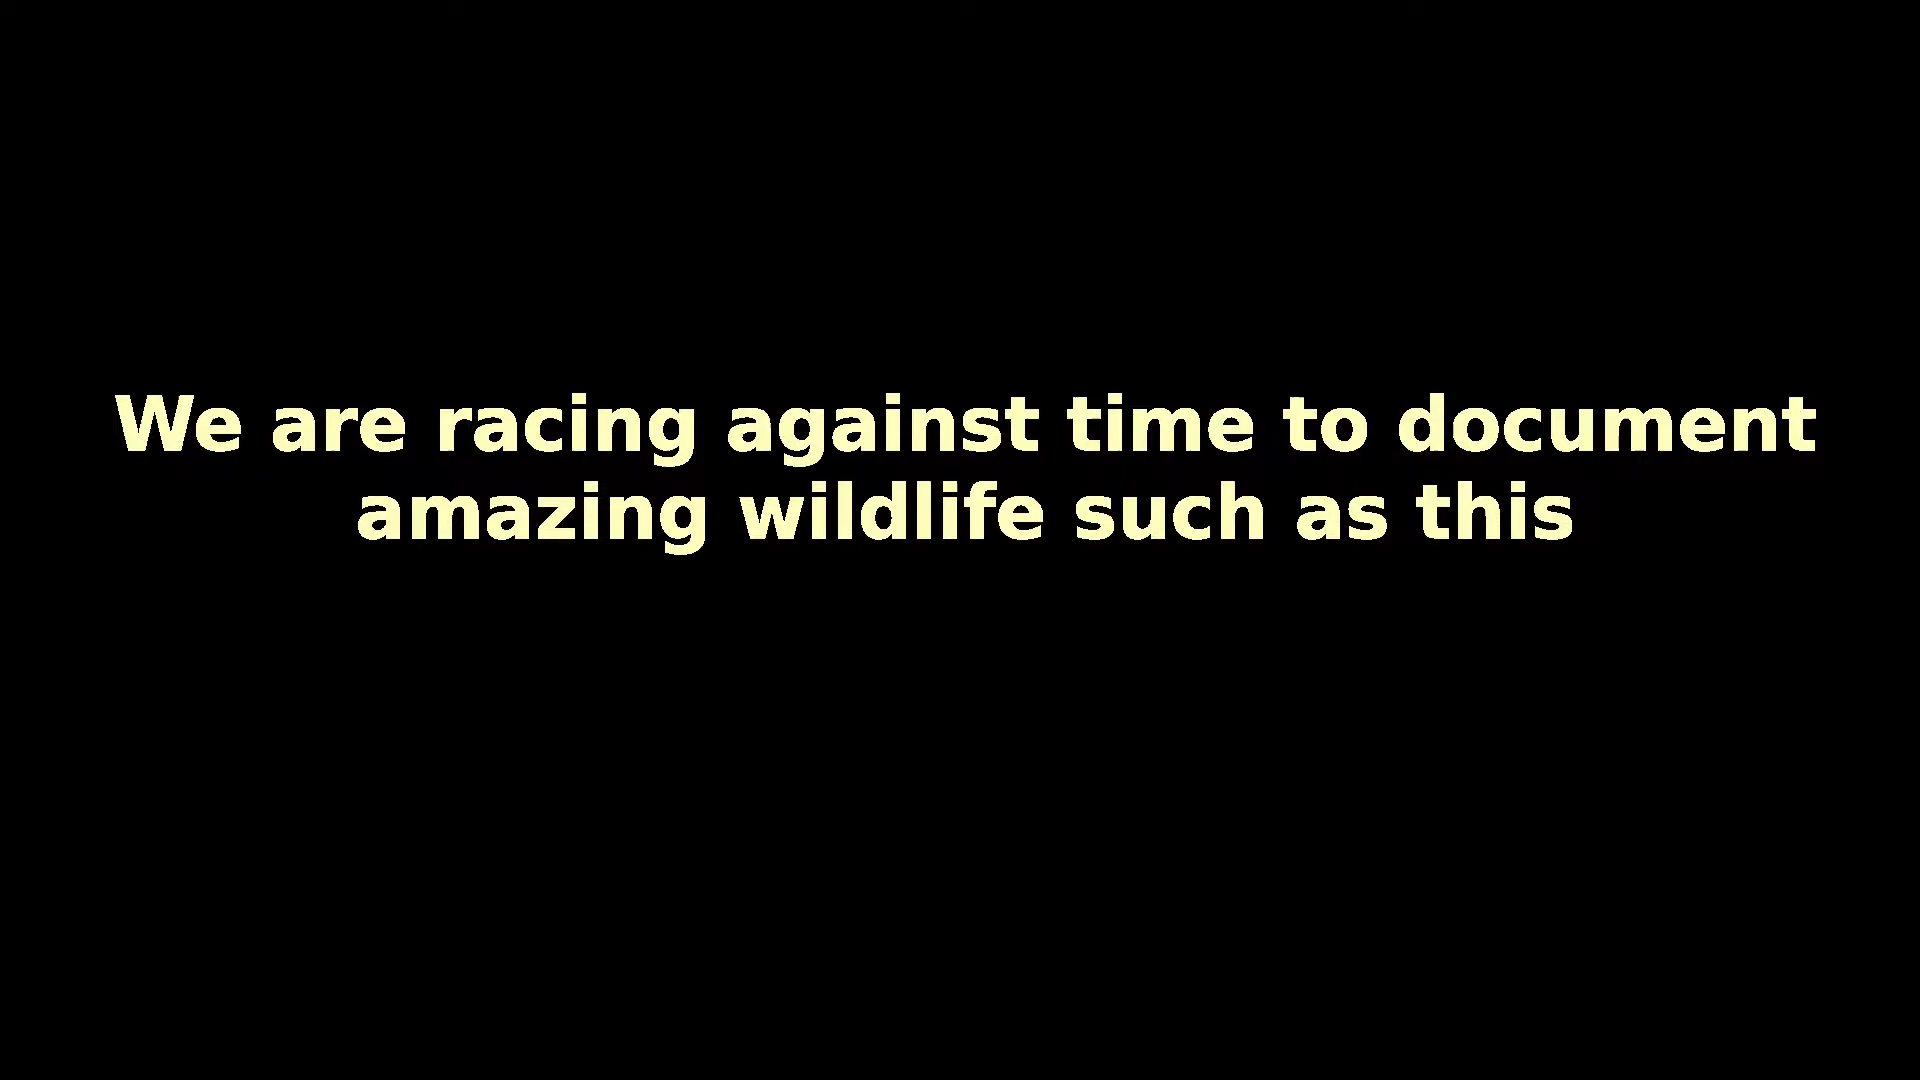 We are racing against time to document
amazing wildlife such as this